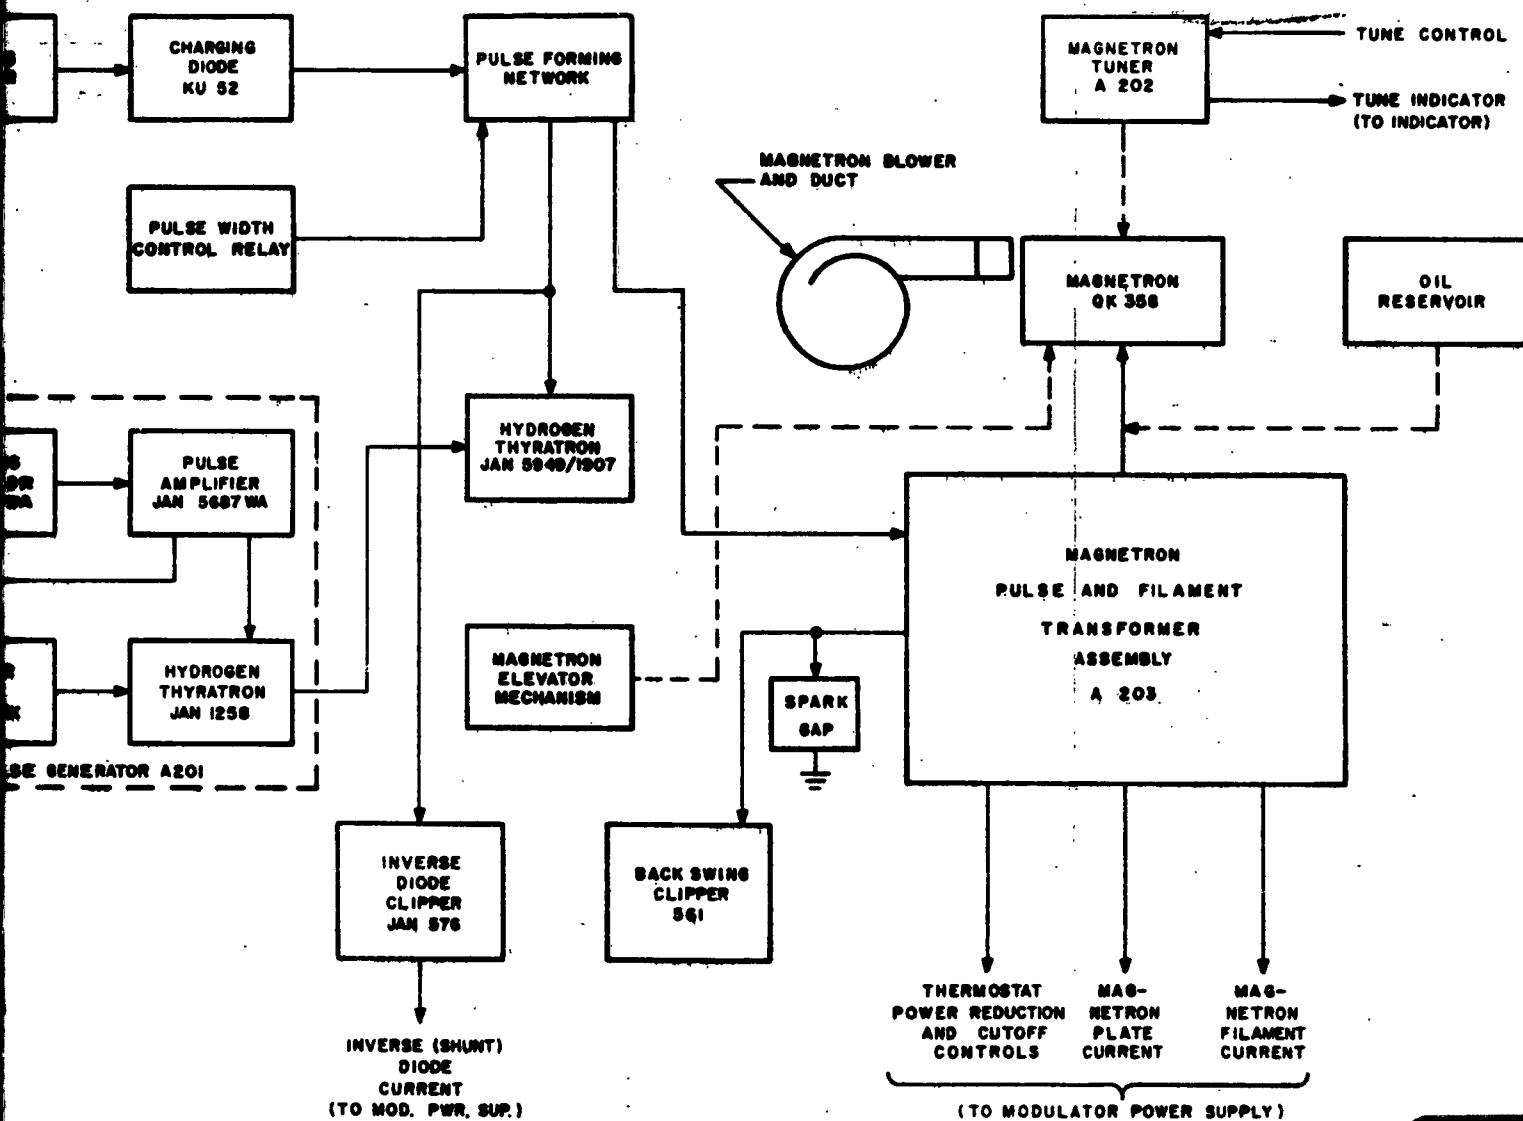 CHARGING
DIODE
KU 52
PULSE FORMING
NETWORK
MAGNETRON
TUNER
A 202
TUNE CONTROL
TUNE INDICATOR
(TO INDICATOR)
MAGNETRON BLOWER
AND DUCT
PULSE WIDTH
CONTROL RELAY
MAGNETRON
QK 358
OIL
RESERVOIR
HYDROGEN
THYRATRON
JAN 5949/1907
PULSE
AMPLIFIER
JAN 5687 WA
MAGNETRON
PULSE AND FILAMENT
TRANSFORMER
ASSEMBLY
A 203
HYDROGEN
THYRATRON
JAN 1258
MAGNETRON
ELEVATOR
MECHANISM
SPARK
GAP
SE GENERATOR A201
INVERSE
DIODE
CLIPPER
JAN 576
BACK SWING
CLIPPER
561
THERMOSTAT
POWER REDUCTION
AND CUTOFF
CONTROLS
MAG-
NETRON
PLATE
CURRENT
MAG-
NETRON
FILAMENT
CURRENT
INVERSE (SHUNT)
DIODE
CURRENT
(TO MOD. PWR. SUP.)
(TO MODULATOR POWER SUPPLY)